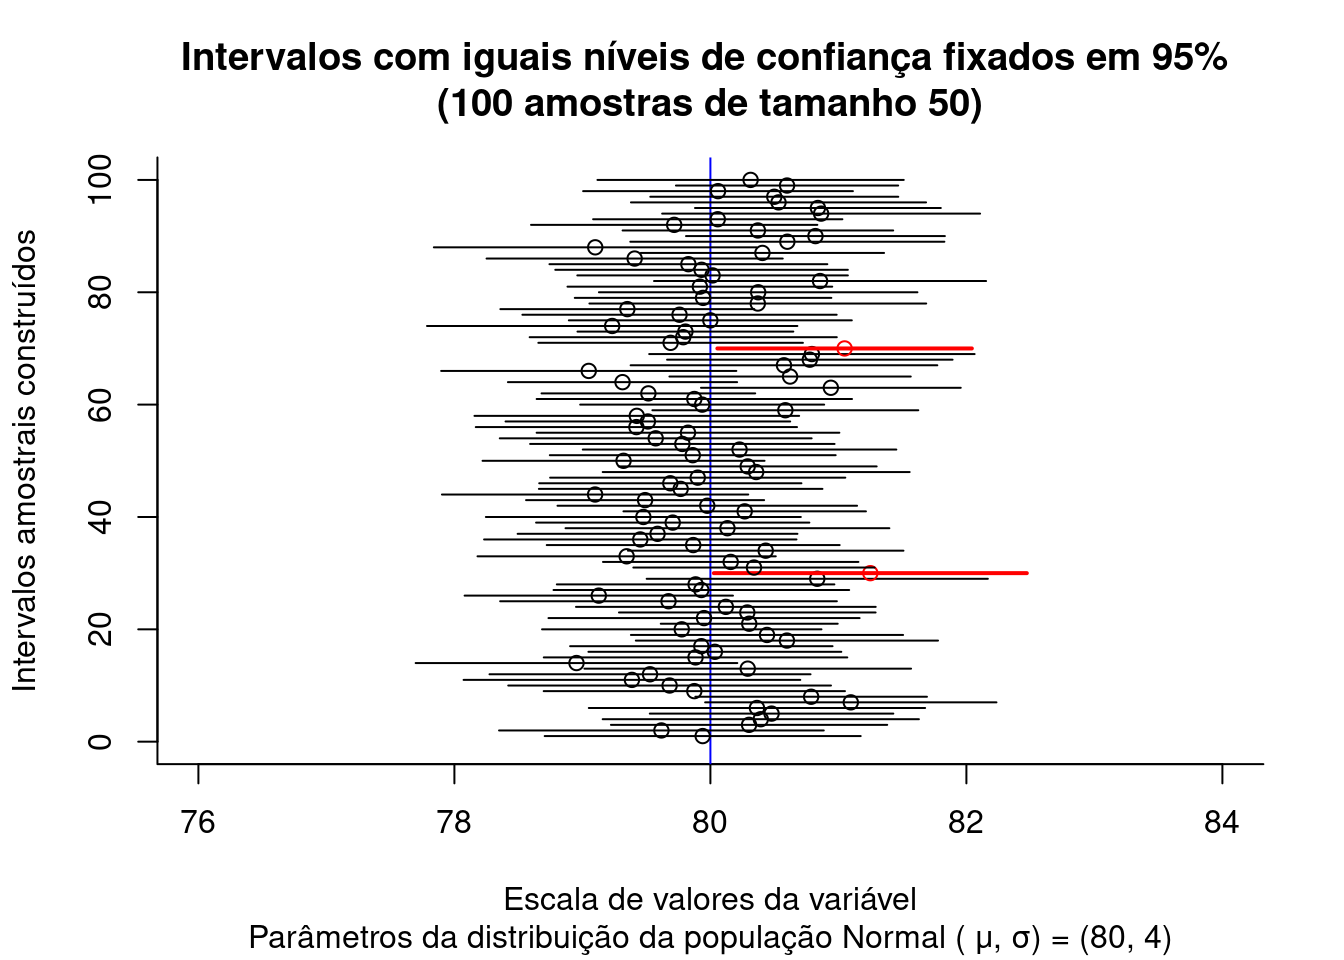 Intervalos com iguais níveis de confiança fixados em 95%
(100 amostras de tamanho 50)
Intervalos amostrais construídos
100
80
60
40
20
0
76 78 80 82 84
Escala de valores da variável
Parâmetros da distribuição da população Normal ( μ, σ) = (80, 4)